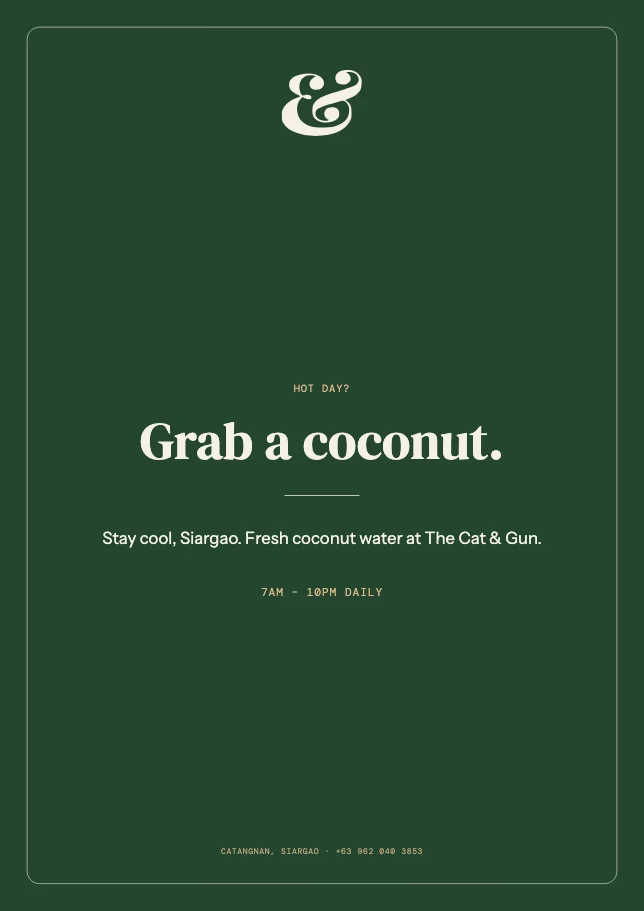 &
HOT DAY?
Grab a coconut.
Stay cool, Siargao. Fresh coconut water at The Cat & Gun.
7AM – 10PM DAILY
CATANGNAN, SIARGAO · +63 962 040 3853